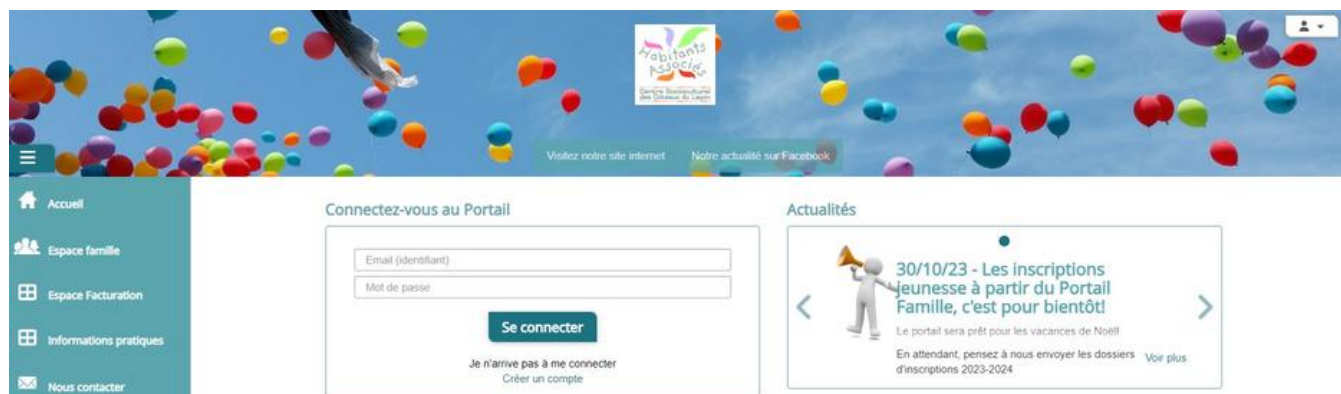 Habitants
Associés
Centre Socioculturel
des Coteaux du Layon
Visitez notre site internet
Notre actualité sur Facebook
Accueil
Espace famille
Espace Facturation
Informations pratiques
Nous contacter
Connectez-vous au Portail
Email (identifiant)
Mot de passe
Se connecter
Je n'arrive pas à me connecter
Créer un compte
Actualités
30/10/23 - Les inscriptions
jeunesse à partir du Portail
Famille, c'est pour bientôt!
Le portail sera prêt pour les vacances de Noël!
En attendant, pensez à nous envoyer les dossiers
d'inscriptions 2023-2024
Voir plus